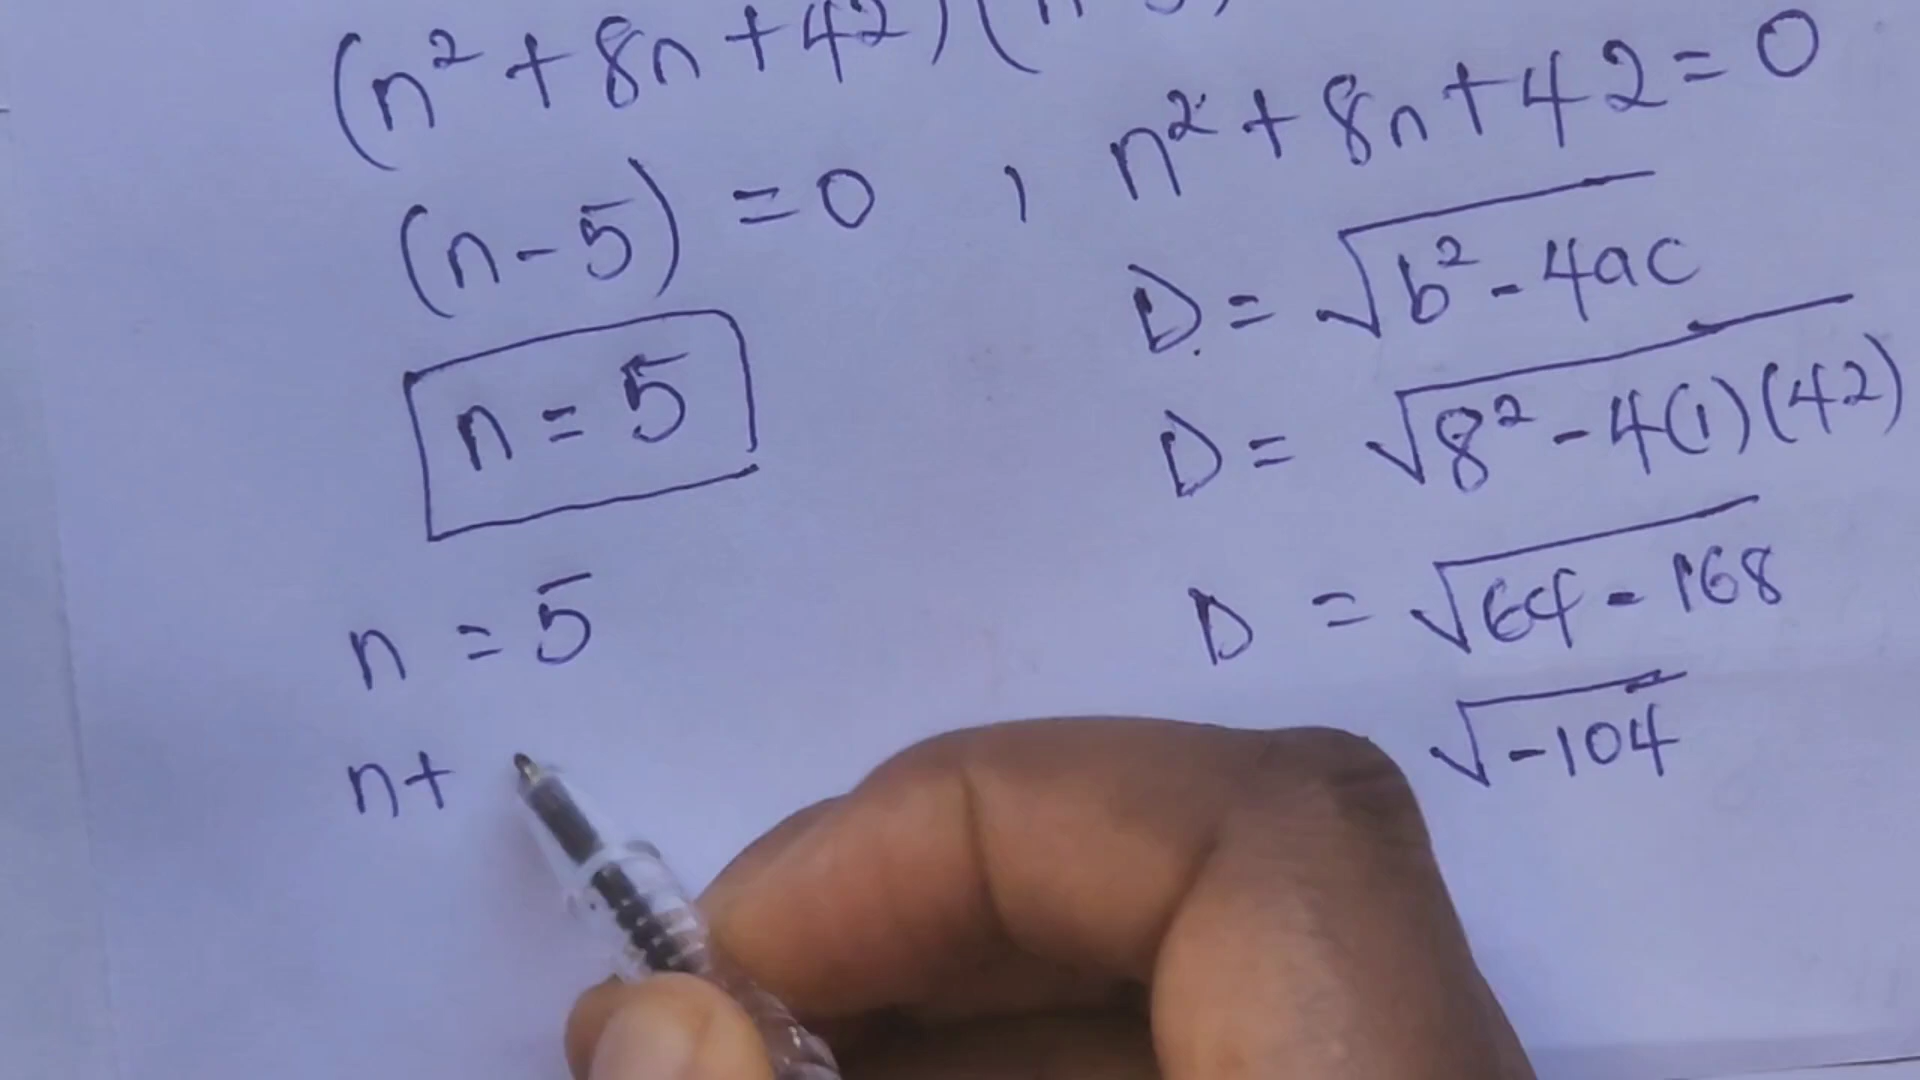 (n² + 8n + 42) (n
(n - 5) = 0 , n² + 8n + 42 = 0
n = 5
D = √b² - 4ac
D = √8² - 4(1)(42)
n = 5
D = √64 - 168
√-104
n+